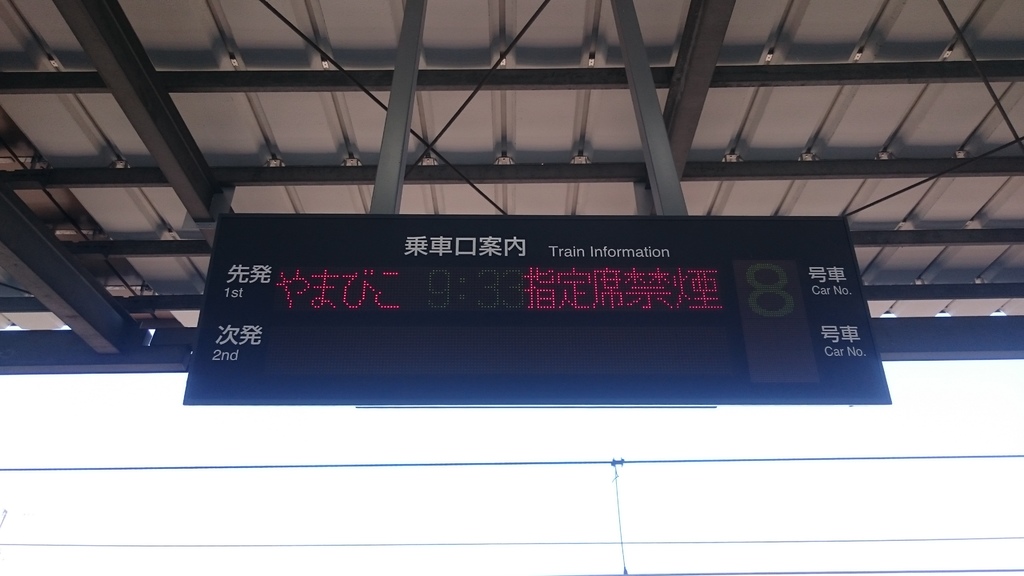 乗車口案内 Train Information
先発 やまびこ 9:33 指定席禁煙 8 号車
1st Car No.
次発 号車
2nd Car No.